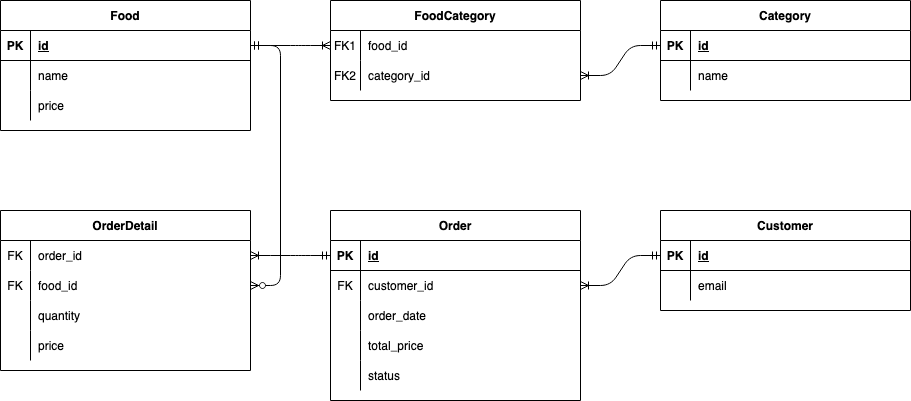 Food
PK id
name
price
FoodCategory
FK1 food_id
FK2 category_id
Category
PK id
name
OrderDetail
FK order_id
FK food_id
quantity
price
Order
PK id
FK customer_id
order_date
total_price
status
Customer
PK id
email